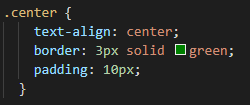 .center {
text-align: center;
border: 3px solid green;
padding: 10px;
}